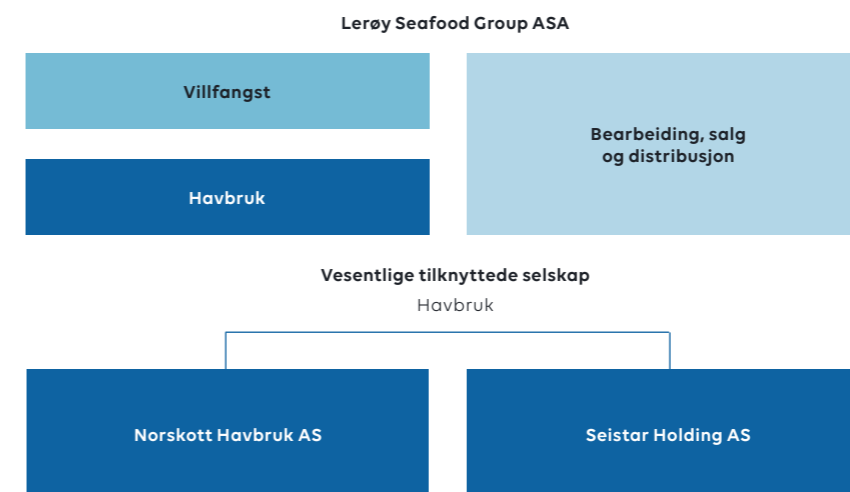 Lerøy Seafood Group ASA
Villfangst
Bearbeiding, salg
og distribusjon
Havbruk
Vesentlige tilknyttede selskap
Havbruk
Norskott Havbruk AS
Seistar Holding AS